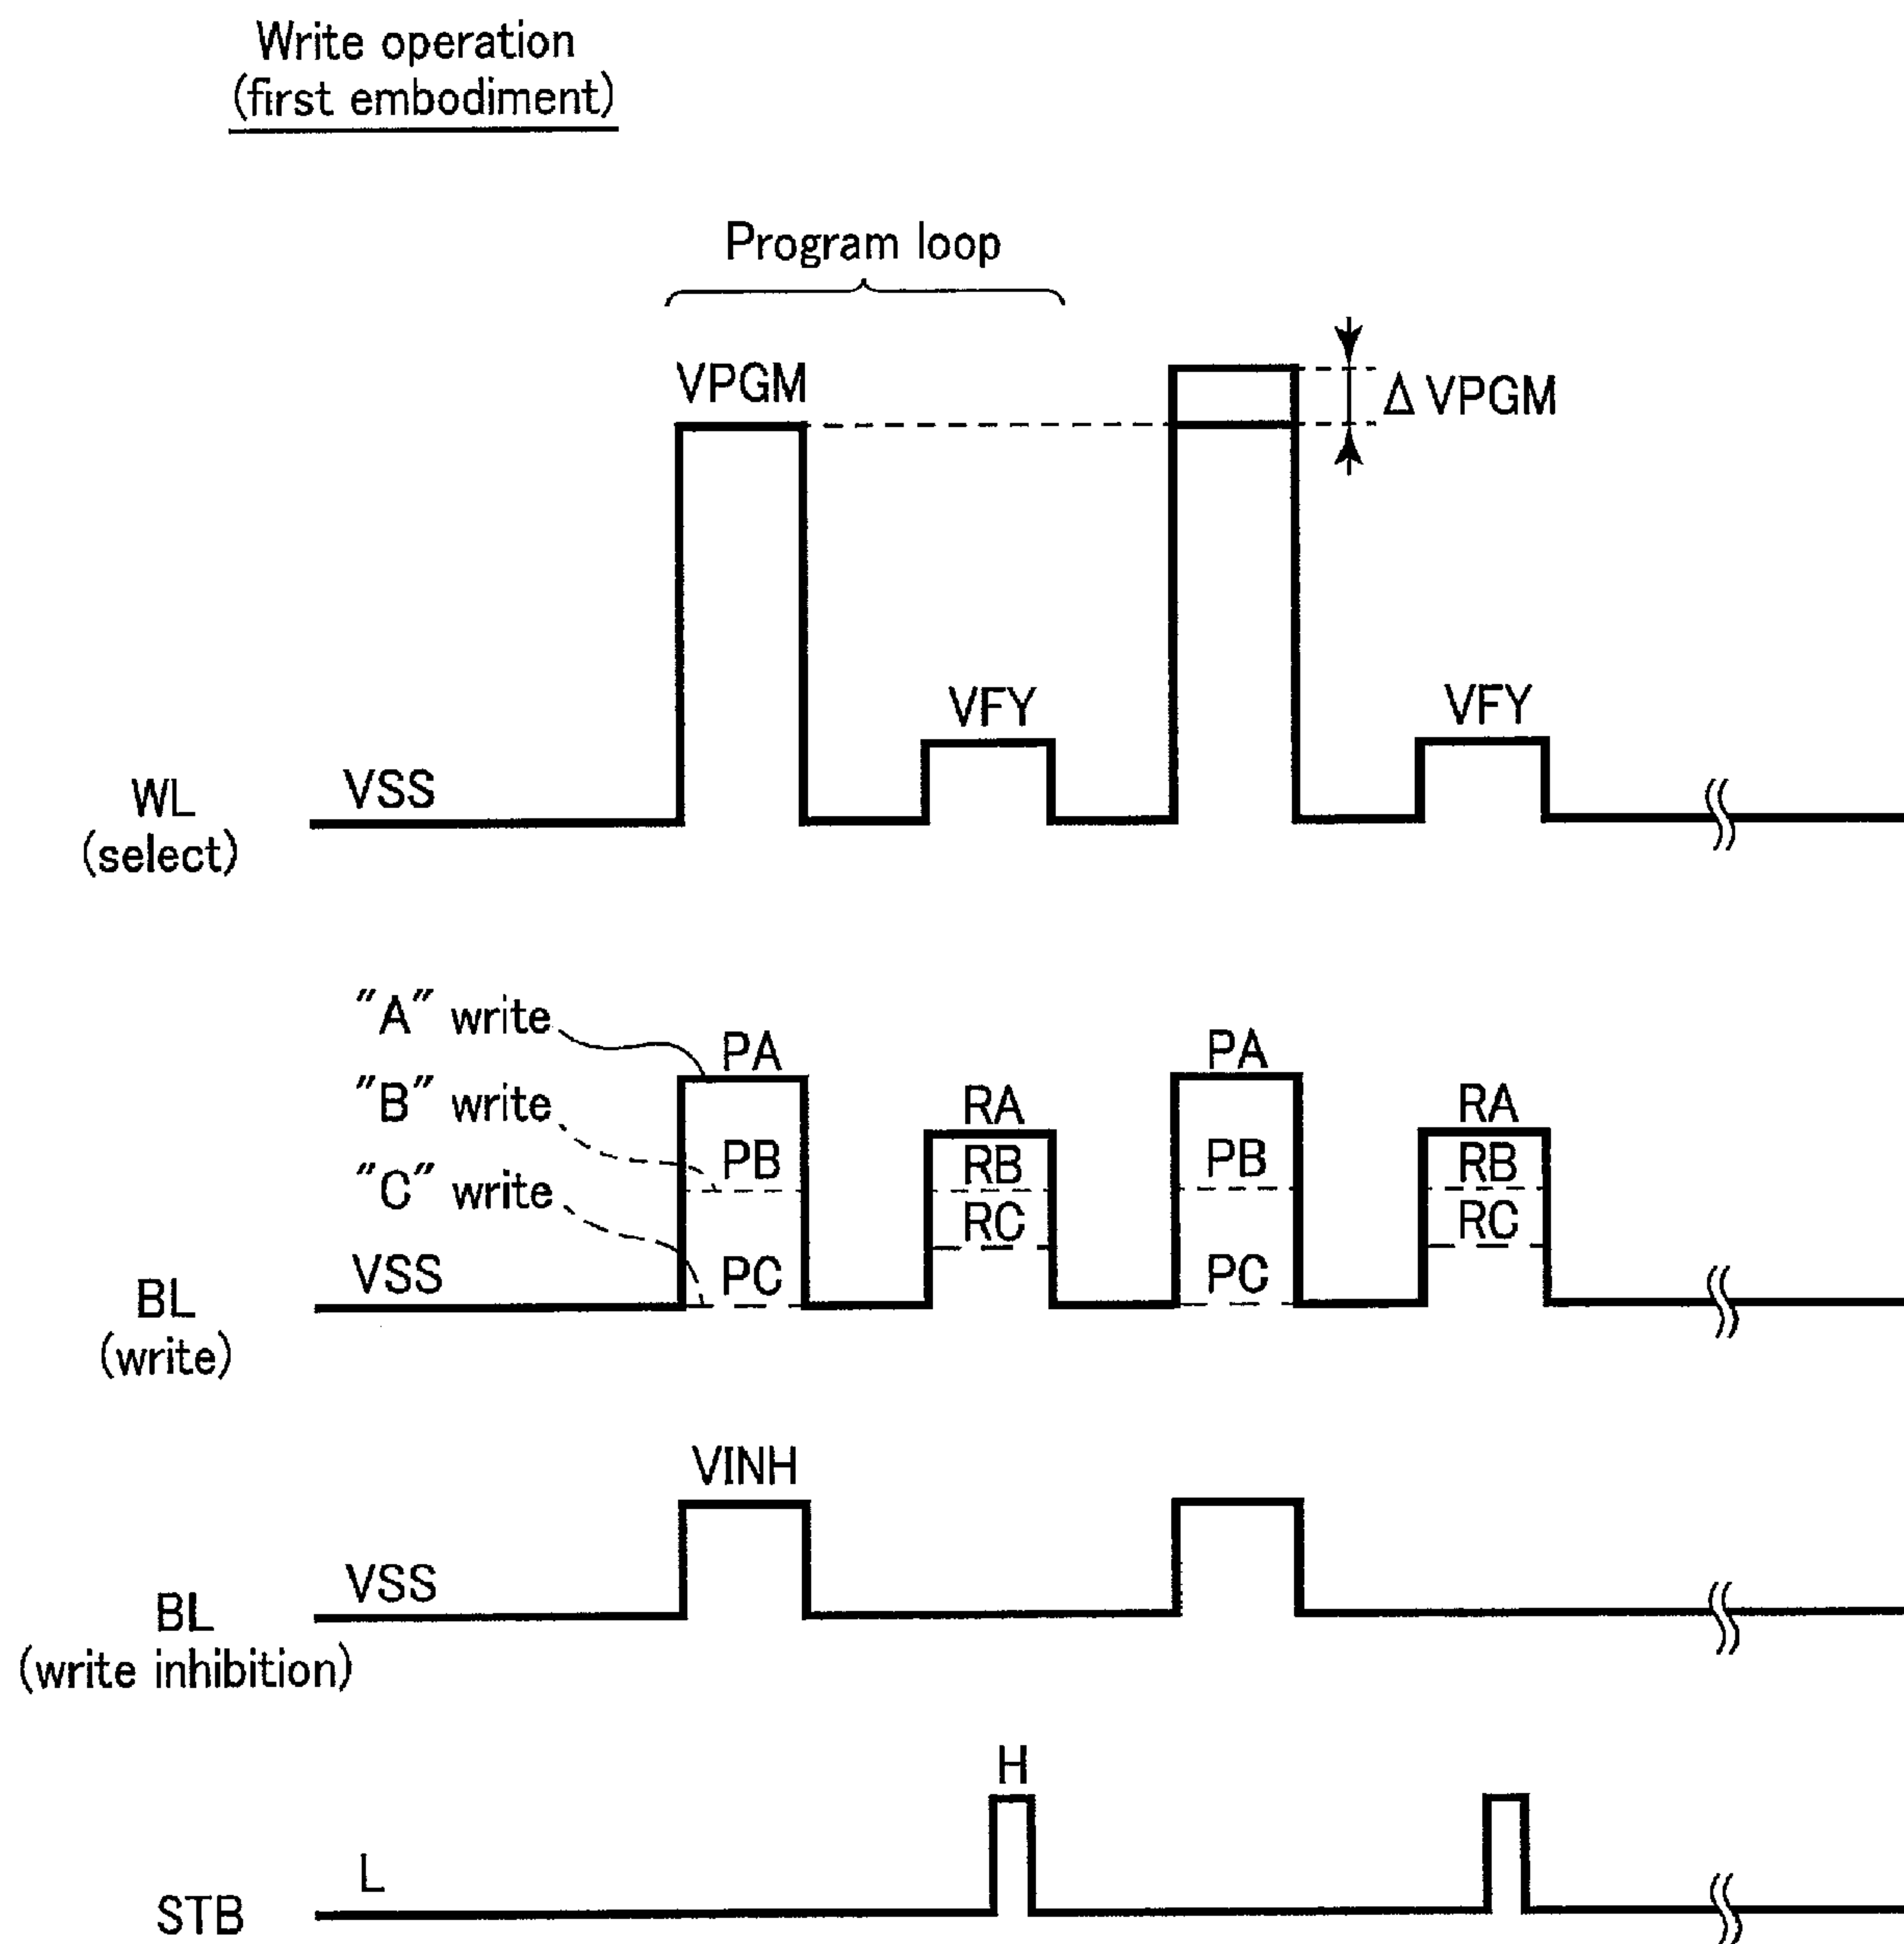 Write operation
(first embodiment)
Program loop
VPGM
Δ VPGM
VFY
VFY
WL
(select)
VSS
"A" write
"B" write
"C" write
PA
PB
PC
RA
RB
RC
PA
PB
PC
RA
RB
RC
VSS
BL
(write)
VINH
VSS
BL
(write inhibition)
H
L
STB